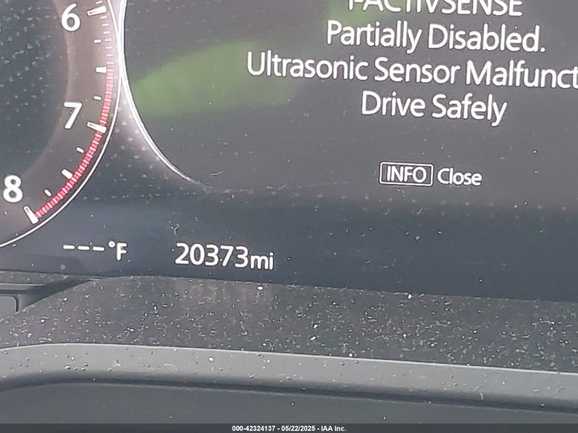 i-ACTIVSENSE
Partially Disabled.
Ultrasonic Sensor Malfunct
Drive Safely
INFO Close
6
7
8
---°F 20373mi
000-42324137 - 05/22/2025 - IAA Inc.